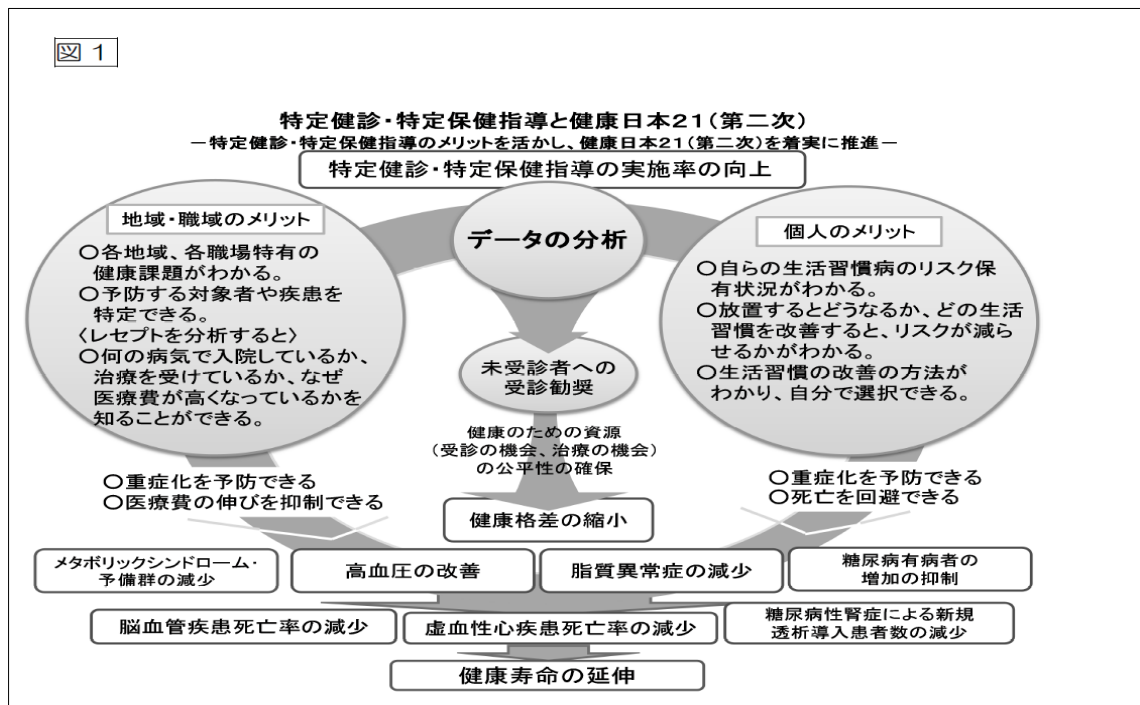 図1
特定健診・特定保健指導と健康日本21(第二次)
－特定健診・特定保健指導のメリットを活かし、健康日本21(第二次)を着実に推進－
特定健診・特定保健指導の実施率の向上
地域・職域のメリット
○各地域、各職場特有の
健康課題がわかる。
○予防する対象者や疾患を
特定できる。
〈レセプトを分析すると〉
○何の病気で入院しているか、
治療を受けているか、なぜ
医療費が高くなっているかを
知ることができる。
データの分析
未受診者への
受診勧奨
健康のための資源
(受診の機会、治療の機会)
の公平性の確保
健康格差の縮小
個人のメリット
○自らの生活習慣病のリスク保
有状況がわかる。
○放置するとどうなるか、どの生活
習慣を改善すると、リスクが減ら
せるかがわかる。
○生活習慣の改善の方法が
わかり、自分で選択できる。
○重症化を予防できる
○医療費の伸びを抑制できる
○重症化を予防できる
○死亡を回避できる
メタボリックシンドローム・
予備群の減少
高血圧の改善
脂質異常症の減少
糖尿病有病者の
増加の抑制
脳血管疾患死亡率の減少
虚血性心疾患死亡率の減少
糖尿病性腎症による新規
透析導入患者数の減少
健康寿命の延伸